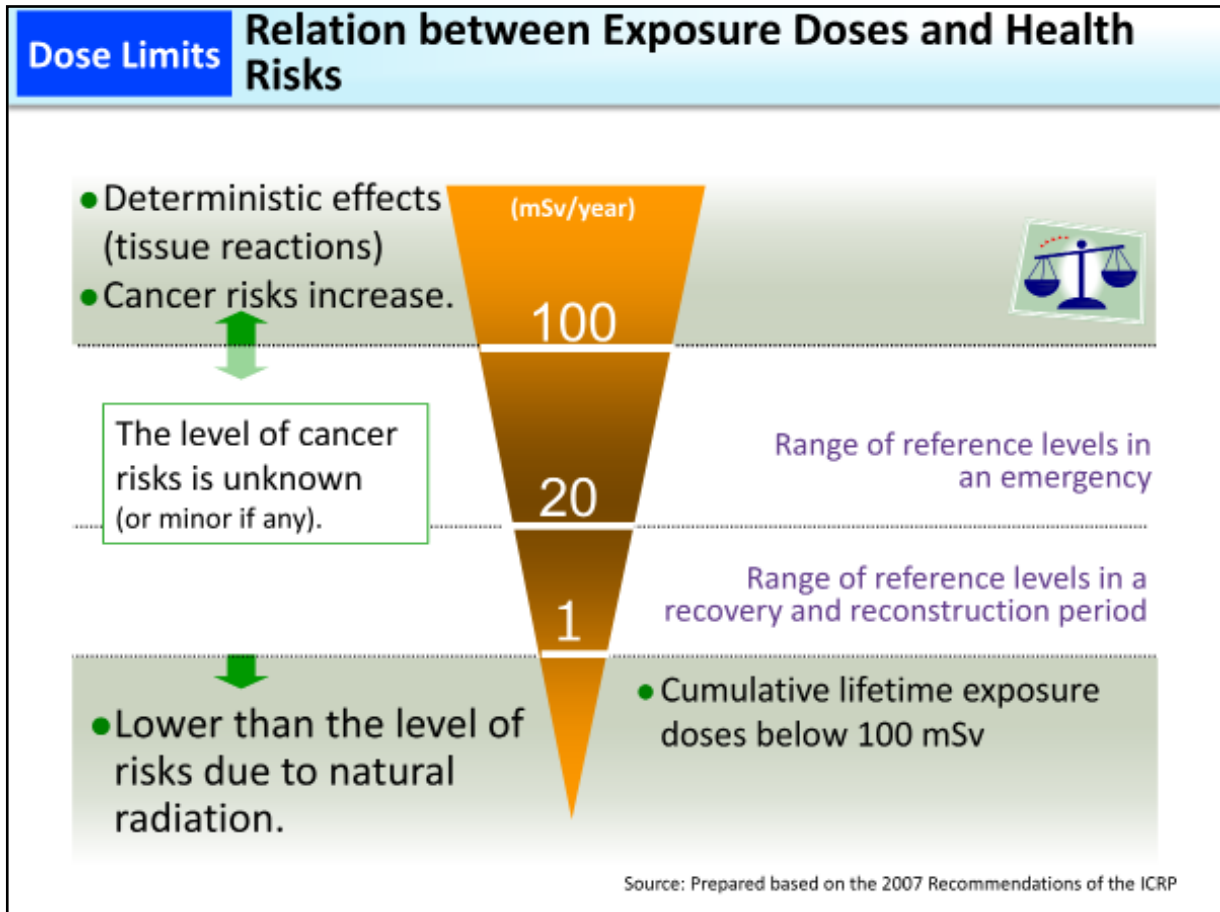 Dose Limits
Relation between Exposure Doses and Health
Risks
● Deterministic effects
(tissue reactions)
● Cancer risks increase.
(mSv/year)
100
The level of cancer
risks is unknown
(or minor if any).
Range of reference levels in
an emergency
20
Range of reference levels in a
recovery and reconstruction period
1
● Lower than the level of
risks due to natural
radiation.
● Cumulative lifetime exposure
doses below 100 mSv
Source: Prepared based on the 2007 Recommendations of the ICRP